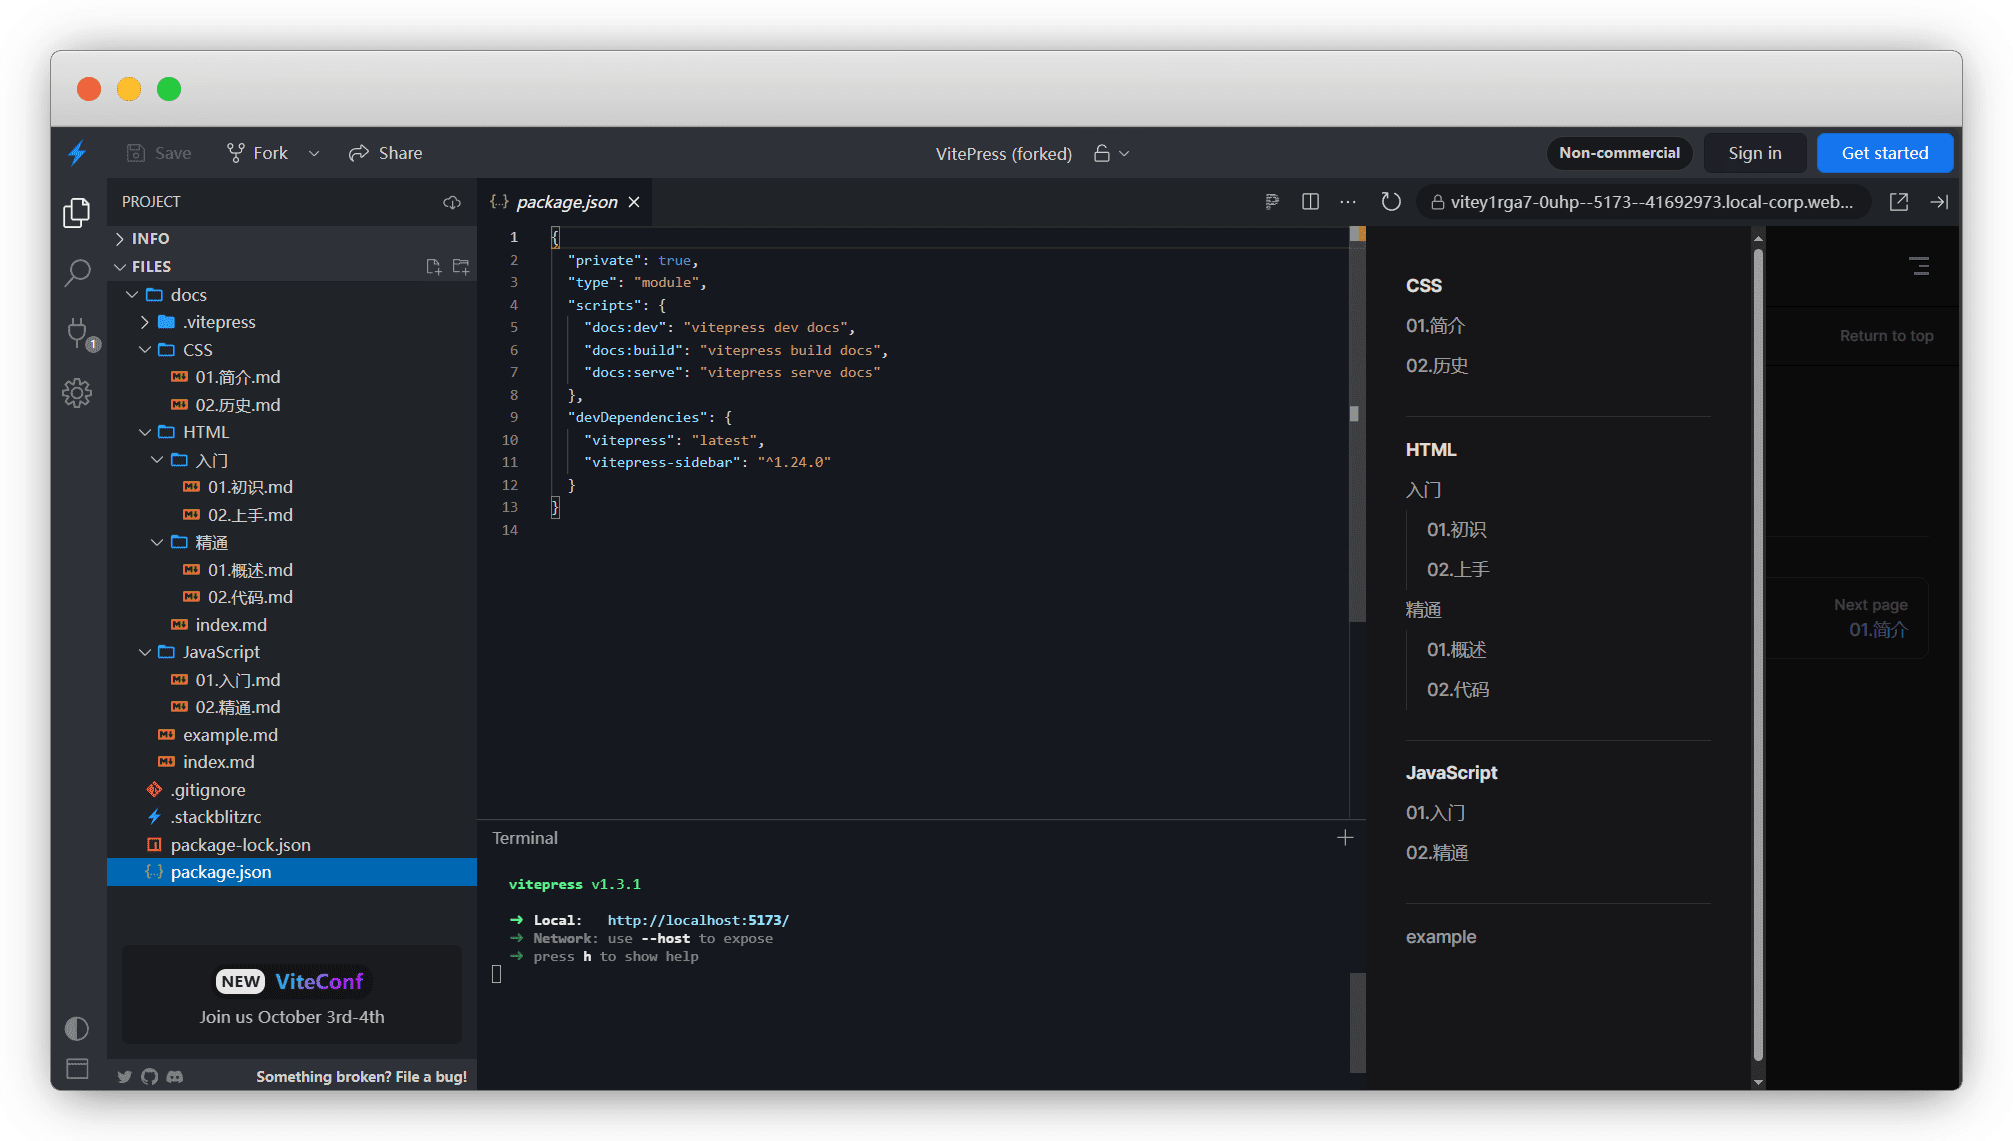 Save
Fork
Share
VitePress (forked)
Non-commercial
Sign in
Get started
PROJECT
INFO
FILES
docs
.vitepress
CSS
01.简介.md
02.历史.md
HTML
入门
01.初识.md
02.上手.md
精通
01.概述.md
02.代码.md
index.md
JavaScript
01.入门.md
02.精通.md
example.md
index.md
.gitignore
.stackblitzrc
package-lock.json
package.json
1
NEW ViteConf
Join us October 3rd-4th
Something broken? File a bug!
{..} package.json
1 {
2 "private": true,
3 "type": "module",
4 "scripts": {
5 "docs:dev": "vitepress dev docs",
6 "docs:build": "vitepress build docs",
7 "docs:serve": "vitepress serve docs"
8 },
9 "devDependencies": {
10 "vitepress": "latest",
11 "vitepress-sidebar": "^1.24.0"
12 }
13 }
14
Terminal
vitepress v1.3.1
➜ Local: http://localhost:5173/
➜ Network: use --host to expose
➜ press h to show help
vitey1rga7-0uhp--5173--41692973.local-corp.web...
CSS
01.简介
02.历史
HTML
入门
01.初识
02.上手
精通
01.概述
02.代码
JavaScript
01.入门
02.精通
example
Return to top
Next page
01.简介